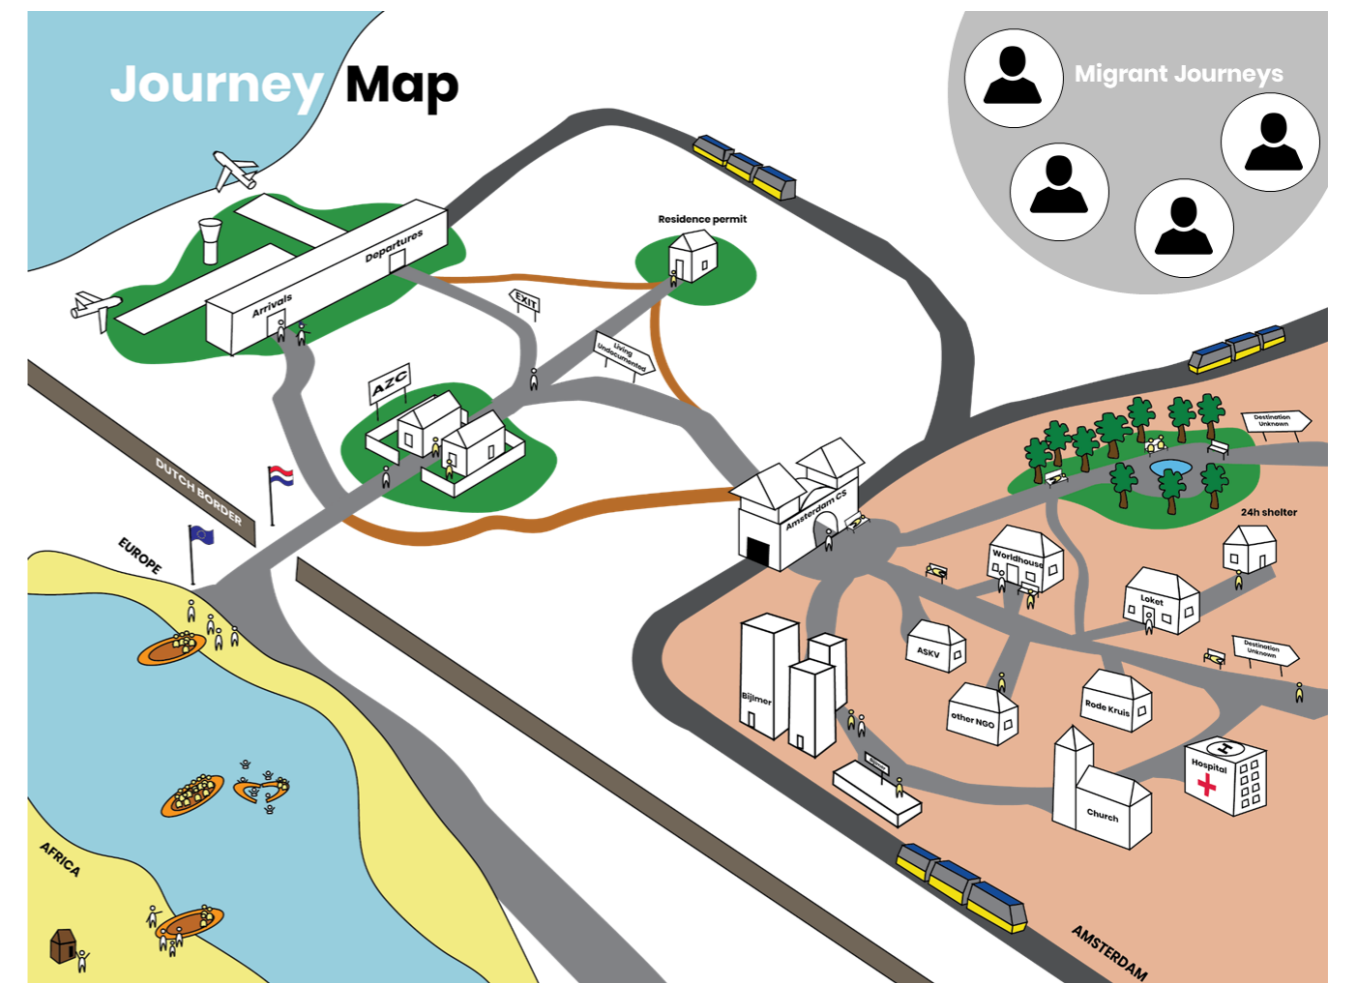 Journey Map
Migrant Journeys
Residence permit
Departures
Arrivals
EXIT
Living
Undocumented
AZC
DUTCH BORDER
EUROPE
AFRICA
Amsterdam CS
Destination
Unknown
24h shelter
Worldhouse
Loket
ASKV
Destination
Unknown
Bijlmer
other NGO
Rode Kruis
Hospital
H
Church
AMSTERDAM